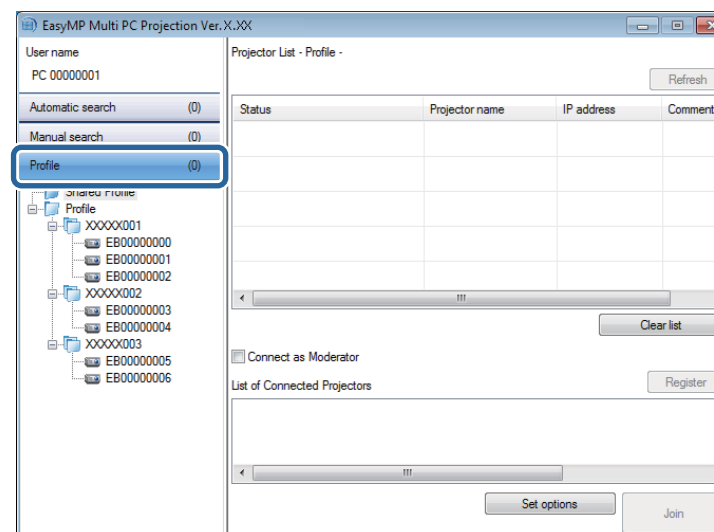 EasyMP Multi PC Projection Ver.X.XX
User name
PC 00000001
Automatic search (0)
Manual search (0)
Profile (0)
Shared Profile
Profile
XXXXX001
EB00000000
EB00000001
EB00000002
XXXXX002
EB00000003
EB00000004
XXXXX003
EB00000005
EB00000006
Projector List - Profile -
Refresh
Status Projector name IP address Comment
Clear list
Connect as Moderator
List of Connected Projectors
Register
Set options
Join